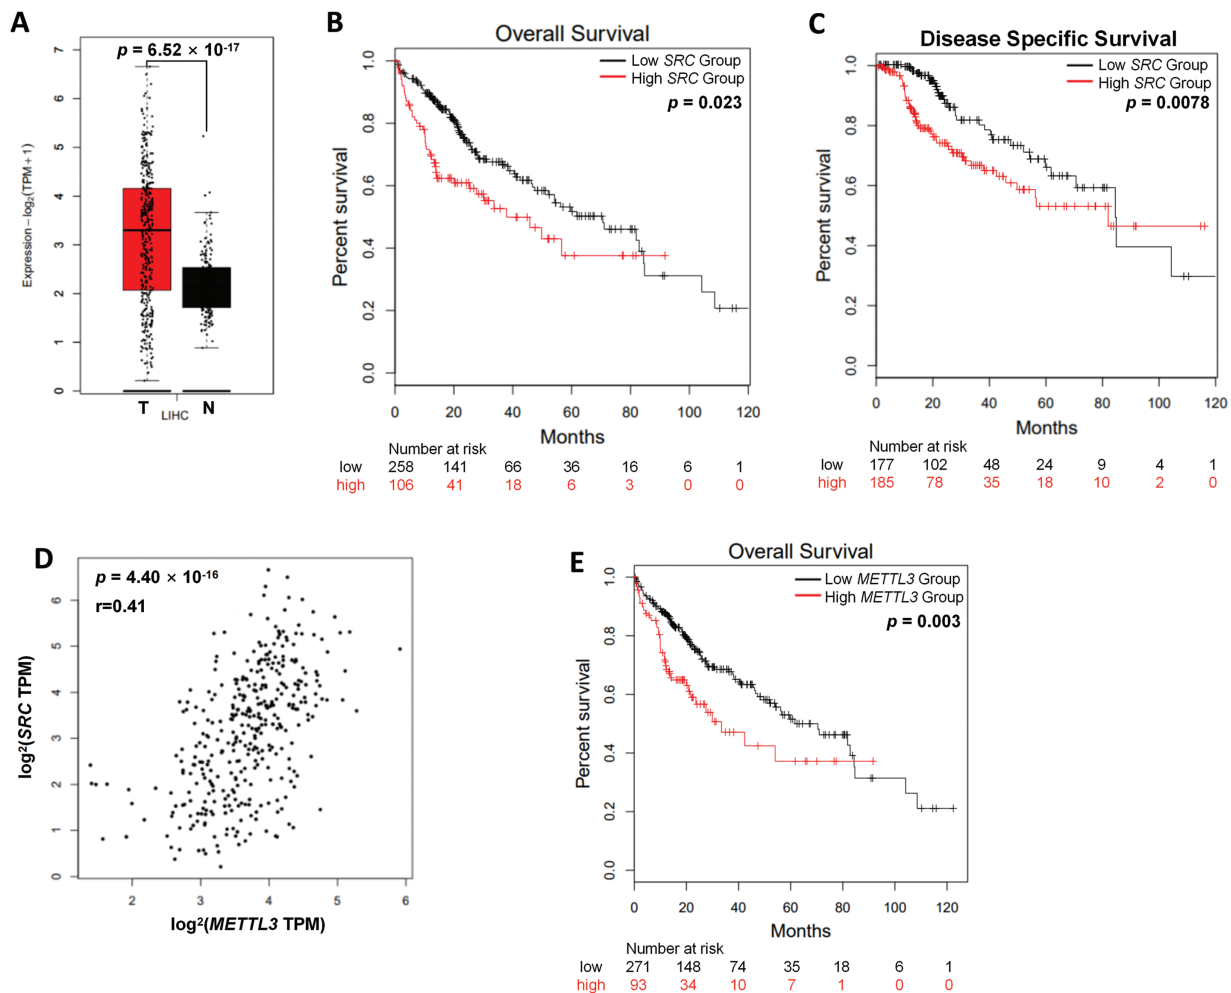 A
p = 6.52 × 10-17
Expression – log2(TPM + 1)
7
6
5
4
3
2
1
0
T
N
LIHC
B
Overall Survival
Low SRC Group
High SRC Group
p = 0.023
Percent survival
1.0
0.8
0.6
0.4
0.2
0.0
0 20 40 60 80 100 120
Months
Number at risk
low 258 141 66 36 16 6 1
high 106 41 18 6 3 0 0
C
Disease Specific Survival
Low SRC Group
High SRC Group
p = 0.0078
Percent survival
1.0
0.8
0.6
0.4
0.2
0.0
0 20 40 60 80 100 120
Months
Number at risk
low 177 102 48 24 9 4 1
high 185 78 35 18 10 2 0
D
p = 4.40 × 10-16
r=0.41
log2(SRC TPM)
6
5
4
3
2
1
0
2 3 4 5 6
log2(METTL3 TPM)
E
Overall Survival
Low METTL3 Group
High METTL3 Group
p = 0.003
Percent survival
1.0
0.8
0.6
0.4
0.2
0.0
0 20 40 60 80 100 120
Months
Number at risk
low 271 148 74 35 18 6 1
high 93 34 10 7 1 0 0